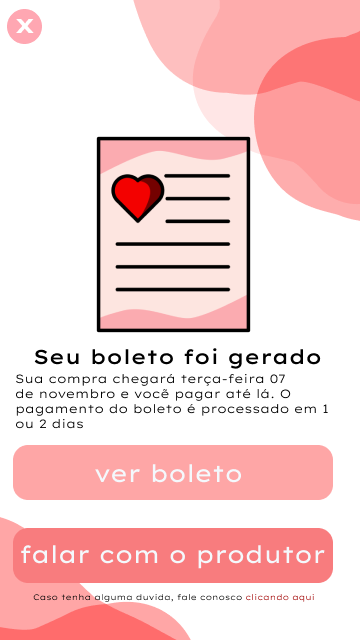 x
Seu boleto foi gerado
Sua compra chegará terça-feira 07
de novembro e você pagar até lá. O
pagamento do boleto é processado em 1
ou 2 dias
ver boleto
falar com o produtor
Caso tenha alguma duvida, fale conosco clicando aqui